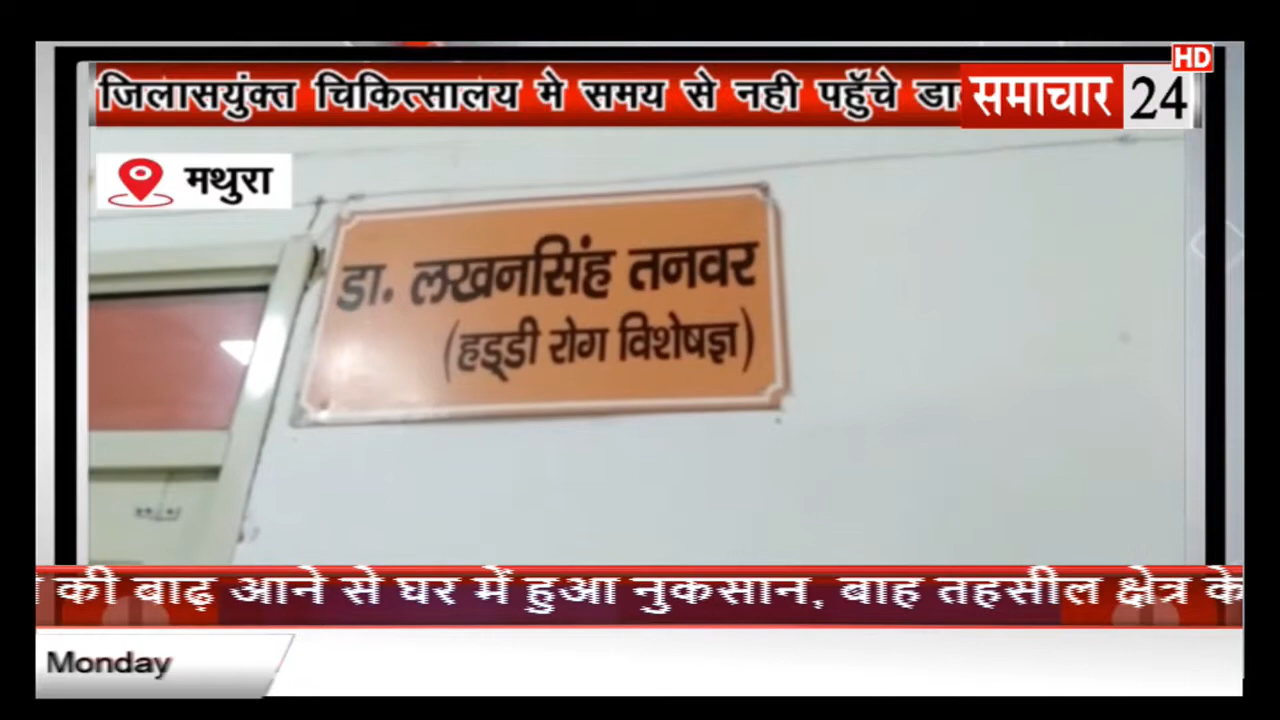 HD
जिलासयुंक्त चिकित्सालय मे समय से नही पहुँचे
समाचार 24
मथुरा
डा. लखनसिंह तनवर
(हड्डी रोग विशेषज्ञ)
की बाढ़ आने से घर में हुआ नुकसान, बाह तहसील क्षेत्र के
Monday